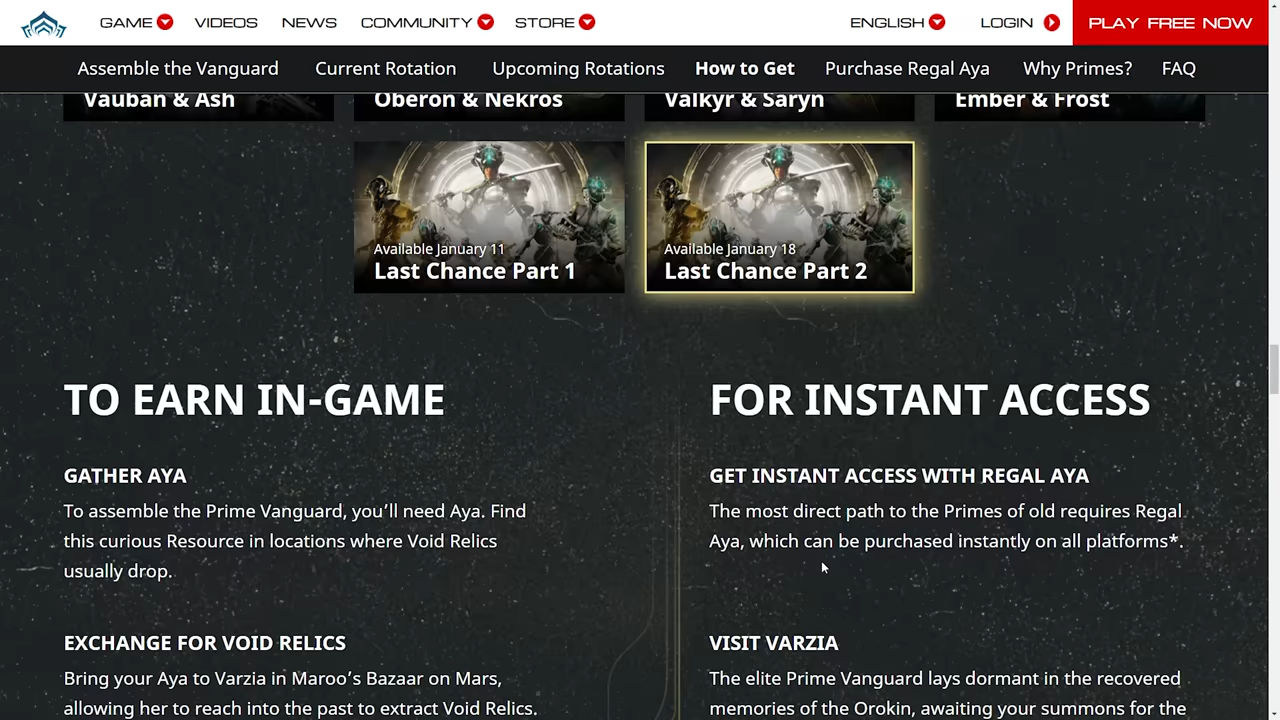 GAME VIDEOS NEWS COMMUNITY STORE ENGLISH LOGIN PLAY FREE NOW
Assemble the Vanguard Current Rotation Upcoming Rotations How to Get Purchase Regal Aya Why Primes? FAQ
Vauban & Ash Oberon & Nekros Valkyr & Saryn Ember & Frost
Available January 11
Last Chance Part 1
Available January 18
Last Chance Part 2
TO EARN IN-GAME
GATHER AYA
To assemble the Prime Vanguard, you’ll need Aya. Find
this curious Resource in locations where Void Relics
usually drop.
EXCHANGE FOR VOID RELICS
Bring your Aya to Varzia in Maroo’s Bazaar on Mars,
allowing her to reach into the past to extract Void Relics.
FOR INSTANT ACCESS
GET INSTANT ACCESS WITH REGAL AYA
The most direct path to the Primes of old requires Regal
Aya, which can be purchased instantly on all platforms*.
VISIT VARZIA
The elite Prime Vanguard lays dormant in the recovered
memories of the Orokin, awaiting your summons for the